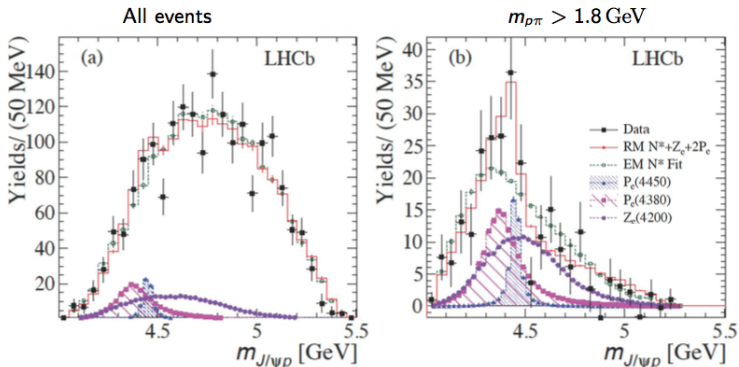 All events
m_{pπ} > 1.8 GeV
Yields/ (50 MeV)
140
120
100
80
60
40
20
(a)
LHCb
4.5
5
5.5
m_{J/ψp} [GeV]
Yields/ (50 MeV)
40
35
30
25
20
15
10
5
0
(b)
LHCb
Data
RM N*+Z_c+2P_c
EM N* Fit
P_c(4450)
P_c(4380)
Z_c(4200)
4.5
5
5.5
m_{J/ψp} [GeV]